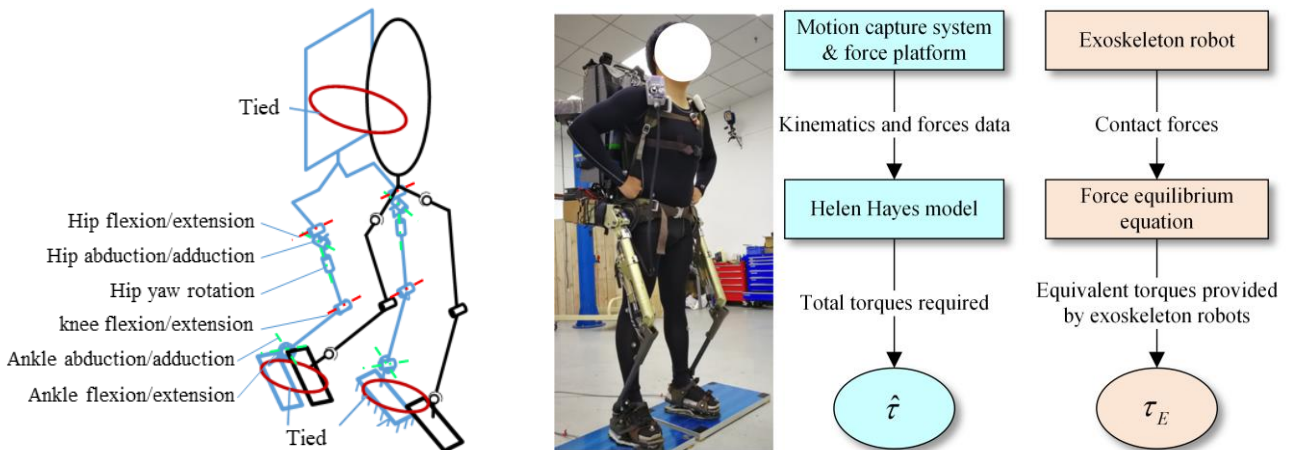 Tied
Hip flexion/extension
Hip abduction/adduction
Hip yaw rotation
knee flexion/extension
Ankle abduction/adduction
Ankle flexion/extension
Tied
Motion capture system
& force platform
Kinematics and forces data
Helen Hayes model
Total torques required
τ̂
Exoskeleton robot
Contact forces
Force equilibrium
equation
Equivalent torques provided
by exoskeleton robots
τ_E